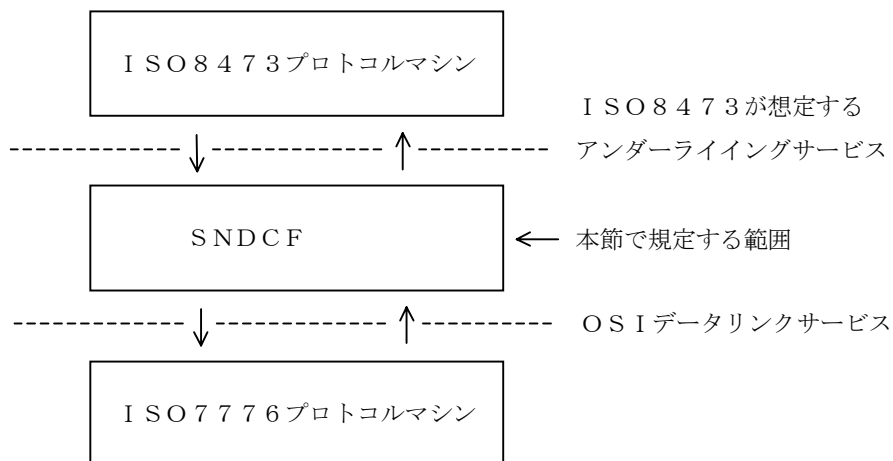 ＩＳＯ８４７３プロトコルマシン
ＩＳＯ８４７３が想定する
アンダーライイングサービス
ＳＮＤＣＦ
本節で規定する範囲
ＯＳＩデータリンクサービス
ＩＳＯ７７７６プロトコルマシン